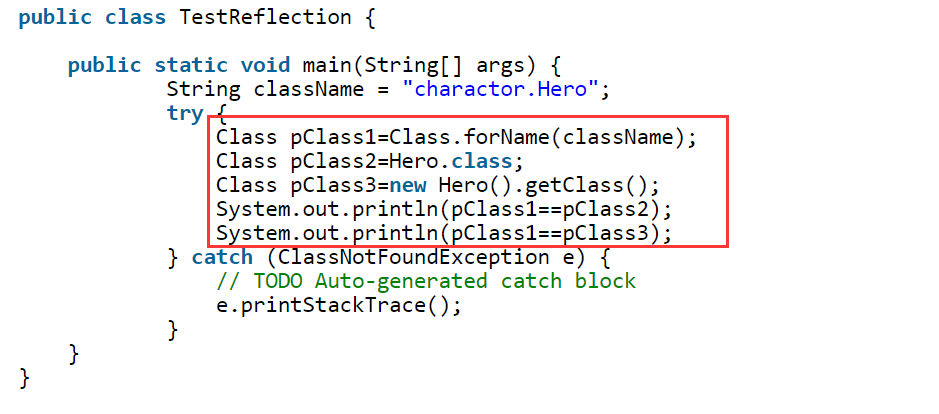 public class TestReflection {
public static void main(String[] args) {
String className = "charactor.Hero";
try {
Class pClass1=Class.forName(className);
Class pClass2=Hero.class;
Class pClass3=new Hero().getClass();
System.out.println(pClass1==pClass2);
System.out.println(pClass1==pClass3);
} catch (ClassNotFoundException e) {
// TODO Auto-generated catch block
e.printStackTrace();
}
}
}